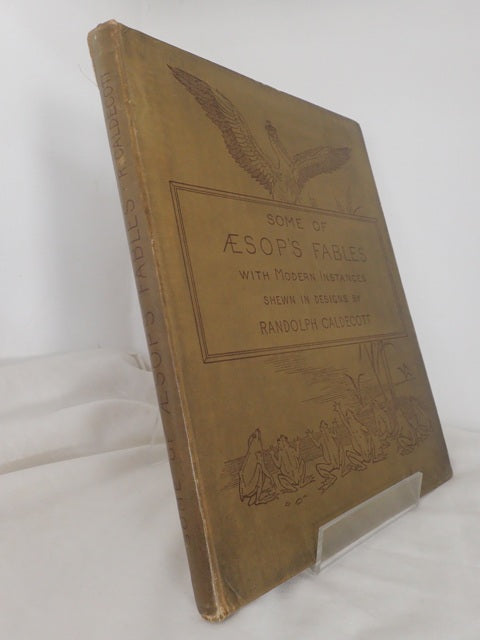 SOME OF
ÆSOP'S FABLES
WITH MODERN INSTANCES
SHEWN IN DESIGNS BY
RANDOLPH CALDECOTT
SOME OF ÆSOP'S FABLES · R. CALDECOTT